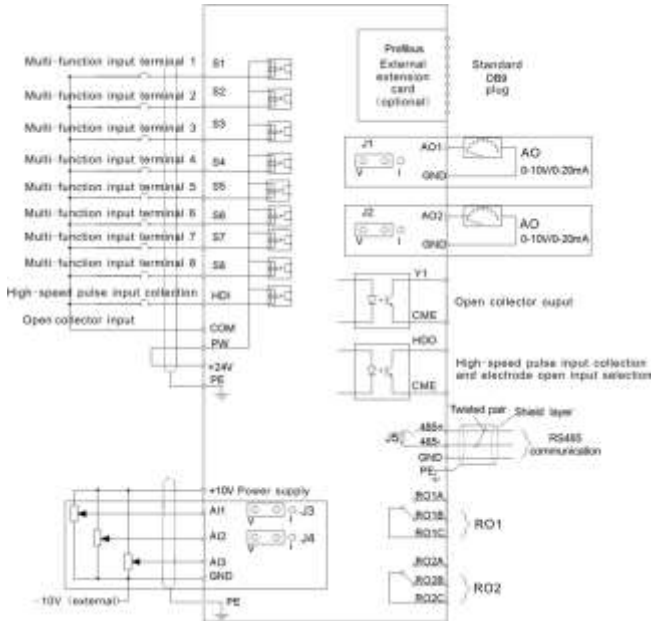 Multi-function input terminal 1 S1
Multi-function input terminal 2 S2
Multi-function input terminal 3 S3
Multi-function input terminal 4 S4
Multi-function input terminal 5 S5
Multi-function input terminal 6 S6
Multi-function input terminal 7 S7
Multi-function input terminal 8 S8
High-speed pulse input collection HDI
Open collector input
COM
PW
+24V
PE
+10V Power supply
AI1
J3
V I
AI2
J4
V I
AI3
GND
-10V (external)
PE
Profibus
External
extension
card
(optional)
Standard
DB9
plug
J1
V I
AO1
GND
AO
0-10V/0-20mA
J2
V I
AO2
GND
AO
0-10V/0-20mA
Y1
CME
Open collector ouput
HDO
CME
High-speed pulse input collection
and electrode open input selection
Twisted pair
Shield layer
J5
485+
485-
GND
PE
RS485
communication
RO1A
RO1B
RO1C
RO1
RO2A
RO2B
RO2C
RO2